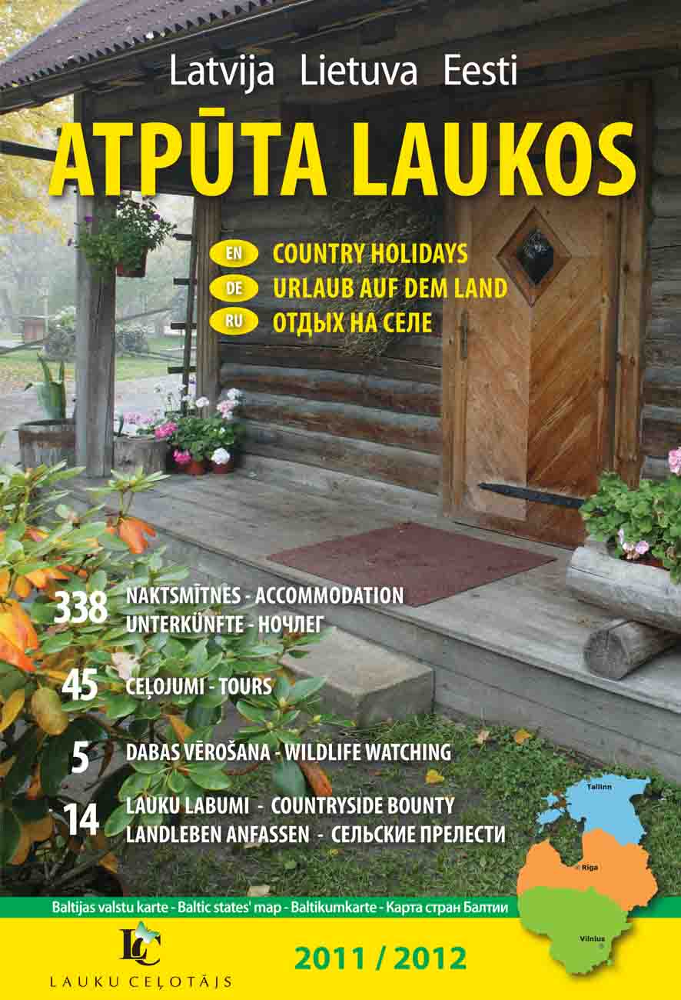 Latvija Lietuva Eesti
ATPŪTA LAUKOS
EN COUNTRY HOLIDAYS
DE URLAUB AUF DEM LAND
RU ОТДЫХ НА СЕЛЕ
338 NAKTSMĪTNES - ACCOMMODATION
UNTERKÜNFTE - НОЧЛЕГ
45 CEĻOJUMI - TOURS
5 DABAS VĒROŠANA - WILDLIFE WATCHING
14 LAUKU LABUMI - COUNTRYSIDE BOUNTY
LANDLEBEN ANFASSEN - СЕЛЬСКИЕ ПРЕЛЕСТИ
Tallinn
Riga
Vilnius
Baltijas valstu karte - Baltic states' map - Baltikumkarte - Карта стран Балтии
LC
LAUKU CEĻOTĀJS
2011 / 2012